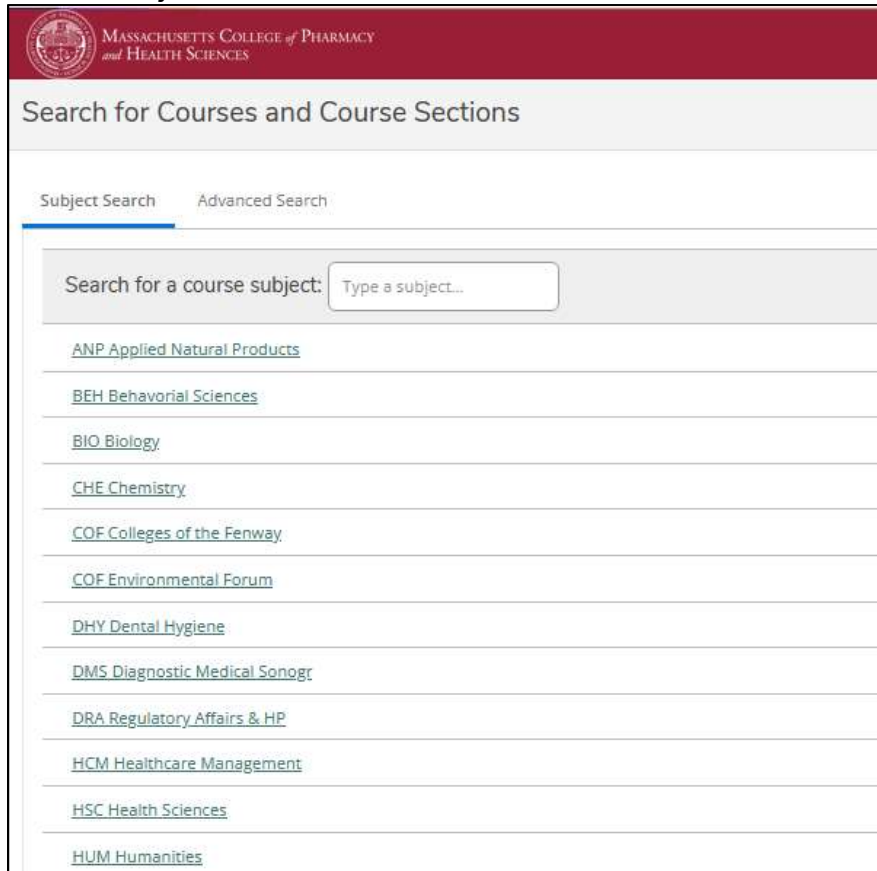 MASSACHUSETTS COLLEGE of PHARMACY
and HEALTH SCIENCES
Search for Courses and Course Sections
Subject Search Advanced Search
Search for a course subject: Type a subject...
ANP Applied Natural Products
BEH Behavorial Sciences
BIO Biology
CHE Chemistry
COF Colleges of the Fenway
COF Environmental Forum
DHY Dental Hygiene
DMS Diagnostic Medical Sonogr
DRA Regulatory Affairs & HP
HCM Healthcare Management
HSC Health Sciences
HUM Humanities